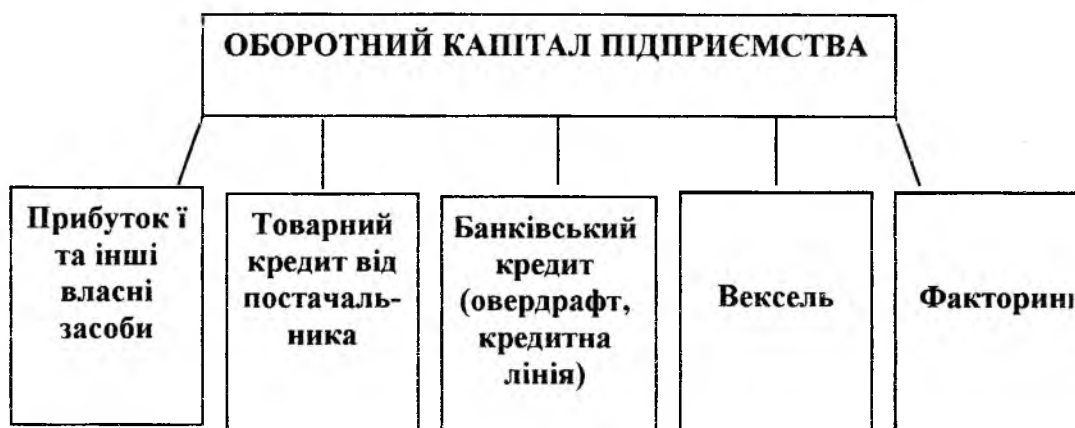 ОБОРОТНИЙ КАПІТАЛ ПІДПРИЄМСТВА
Прибуток ї
та інші
власні
засоби
Товарний
кредит від
постачаль-
ника
Банківський
кредит
(овердрафт,
кредитна
лінія)
Вексель
Факторин